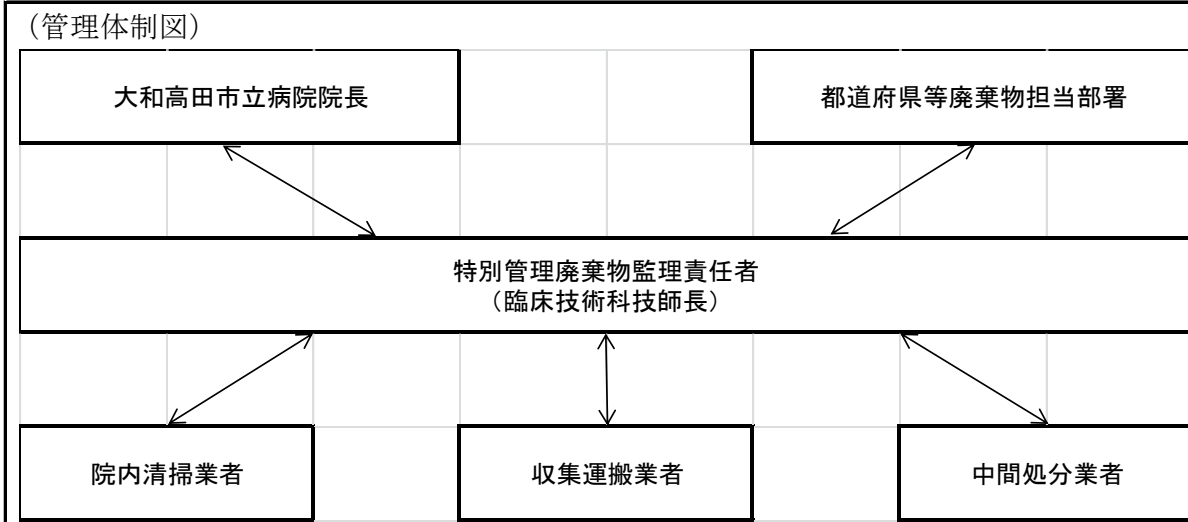 （管理体制図）
大和高田市立病院院長
都道府県等廃棄物担当部署
特別管理廃棄物監理責任者
（臨床技術科技師長）
院内清掃業者
収集運搬業者
中間処分業者